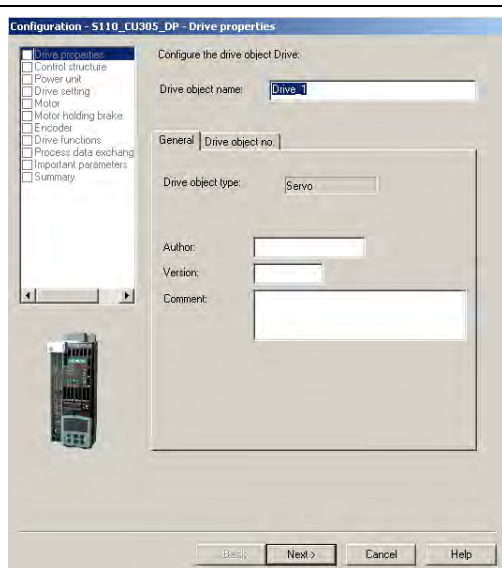 Configuration - S110_CU305_DP - Drive properties
Drive properties
Control structure
Power unit
Drive setting
Motor
Motor holding brake
Encoder
Drive functions
Process data exchang
Important parameters
Summary
Configure the drive object Drive:
Drive object name:
Drive_1
General
Drive object no.
Drive object type:
Servo
Author:
Version:
Comment:
< Back
Next >
Cancel
Help